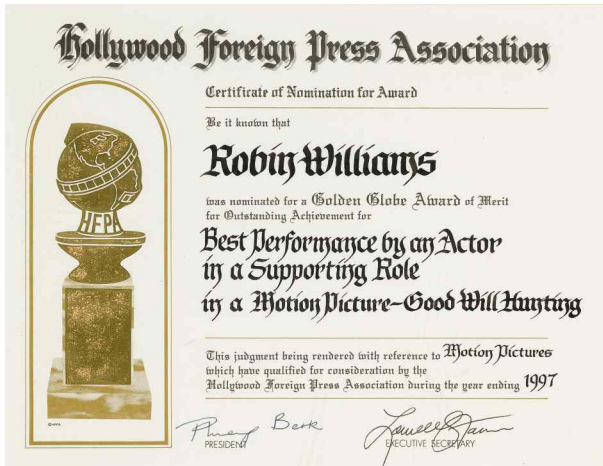 Hollywood Foreign Press Association
Certificate of Nomination for Award
Be it known that
Robin Williams
was nominated for a Golden Globe Award of Merit
for Outstanding Achievement for
Best Performance by an Actor
in a Supporting Role
in a Motion Picture-Good Will Hunting
HFPA
This judgment being rendered with reference to Motion Pictures
which have qualified for consideration by the
Hollywood Foreign Press Association during the year ending 1997
©HFPA
PRESIDENT
EXECUTIVE SECRETARY